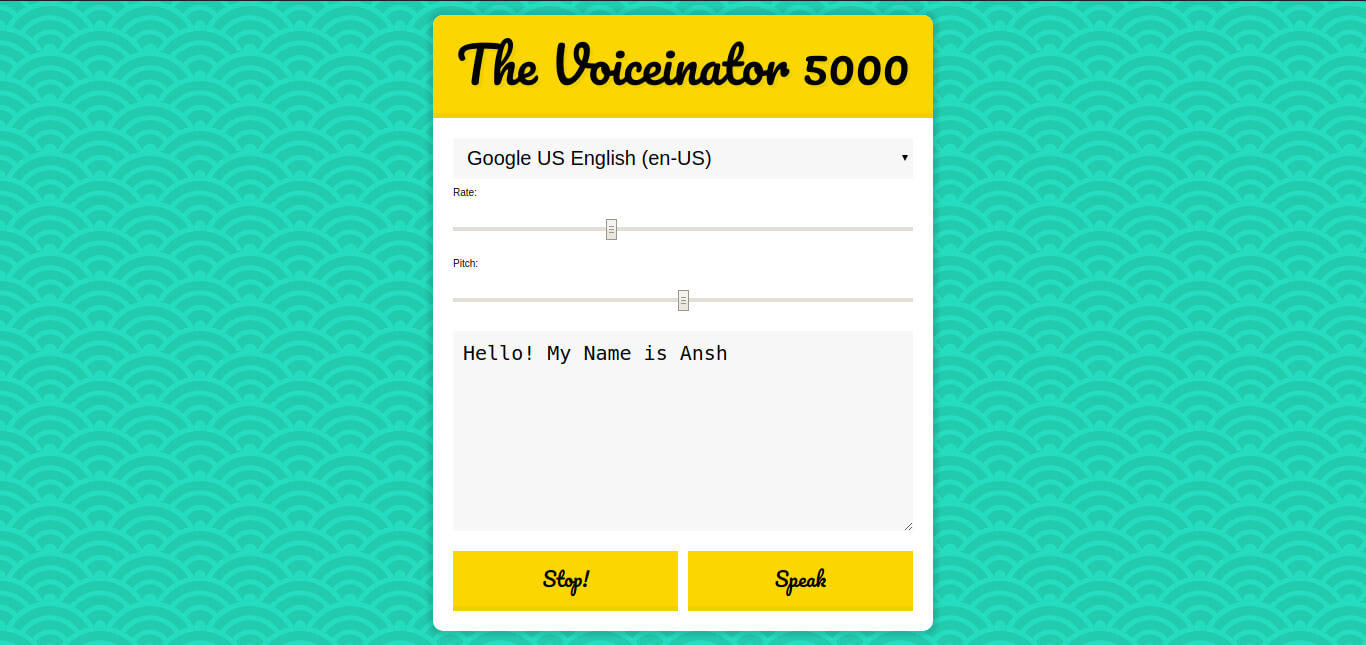 The Voiceinator 5000
Google US English (en-US)
Rate:
Pitch:
Hello! My Name is Ansh
Stop! Speak